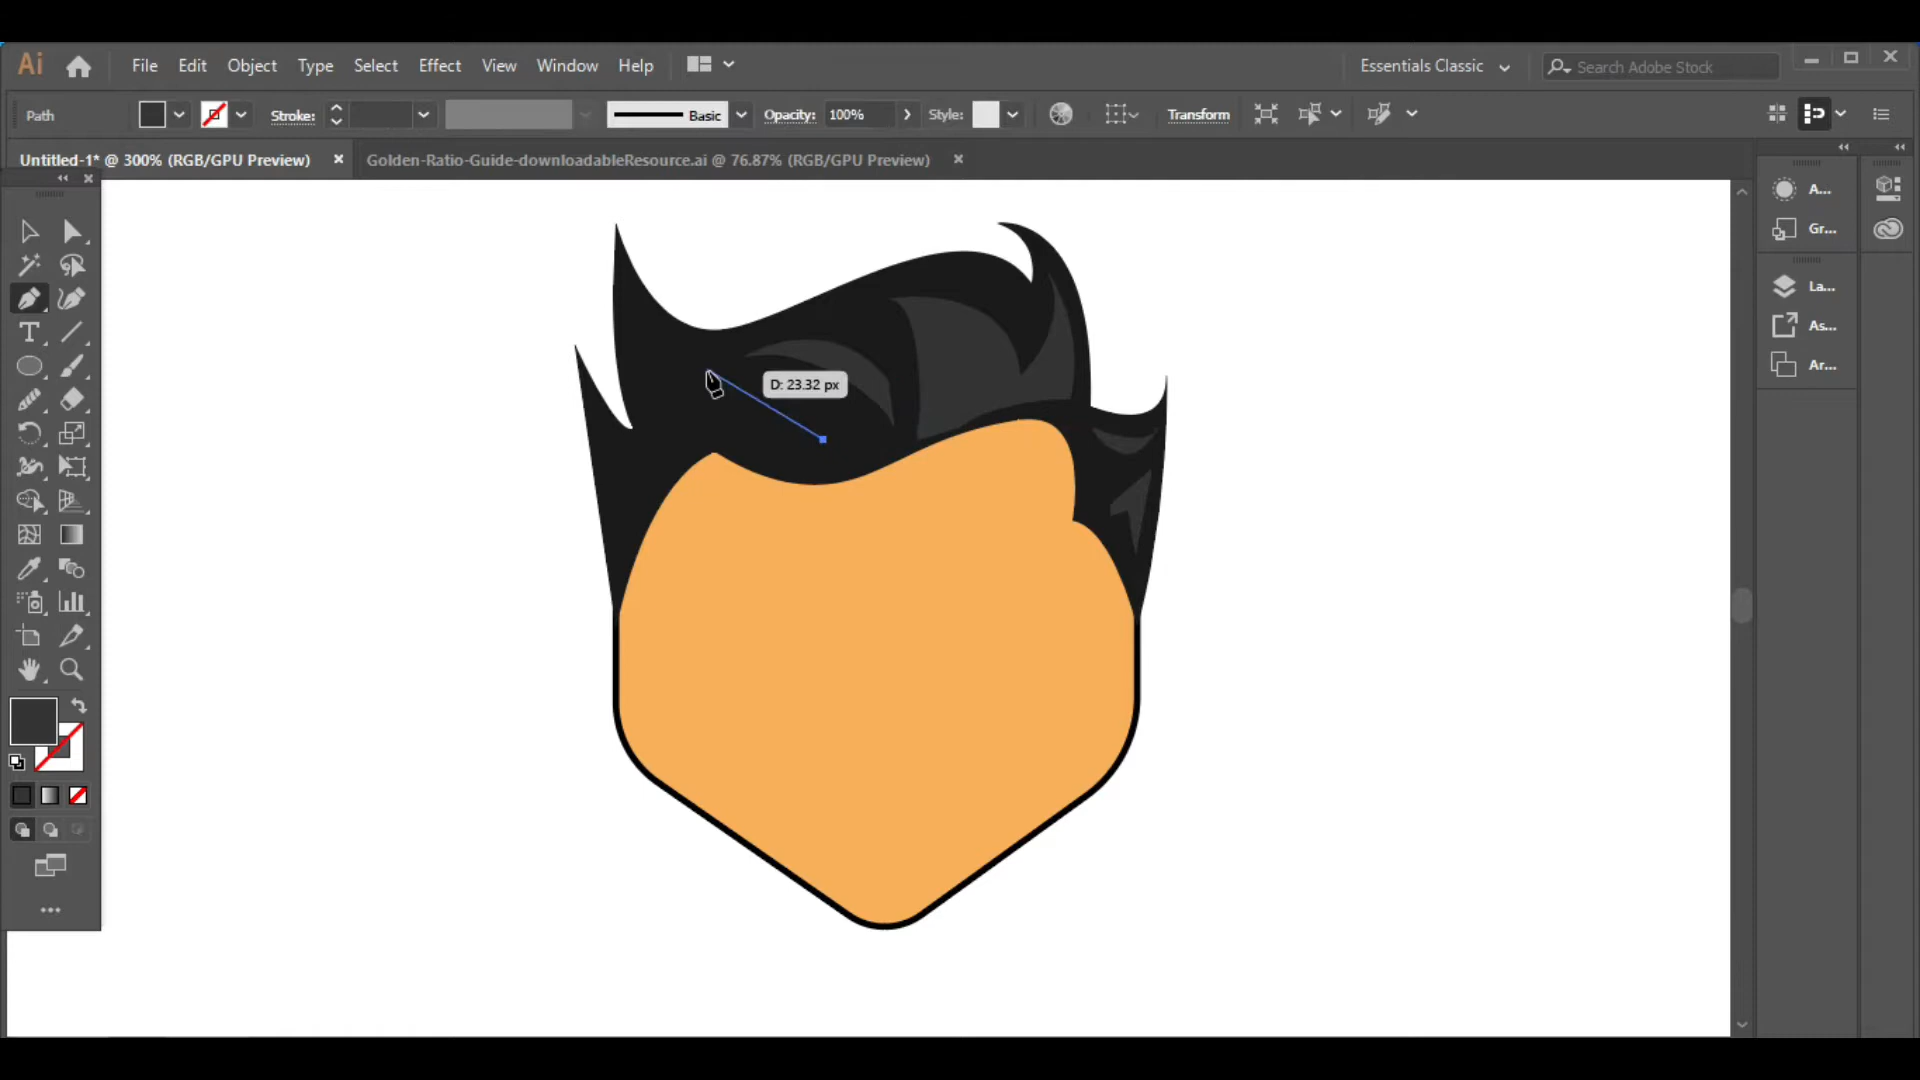 Ai File Edit Object Type Select Effect View Window Help Essentials Classic Search Adobe Stock
Path Stroke: Basic Opacity: 100% Style: Transform
Untitled-1* @ 300% (RGB/GPU Preview) Golden-Ratio-Guide-downloadableResource.ai @ 76.87% (RGB/GPU Preview)
A...
Gr...
La...
As...
Ar...
D: 23.32 px